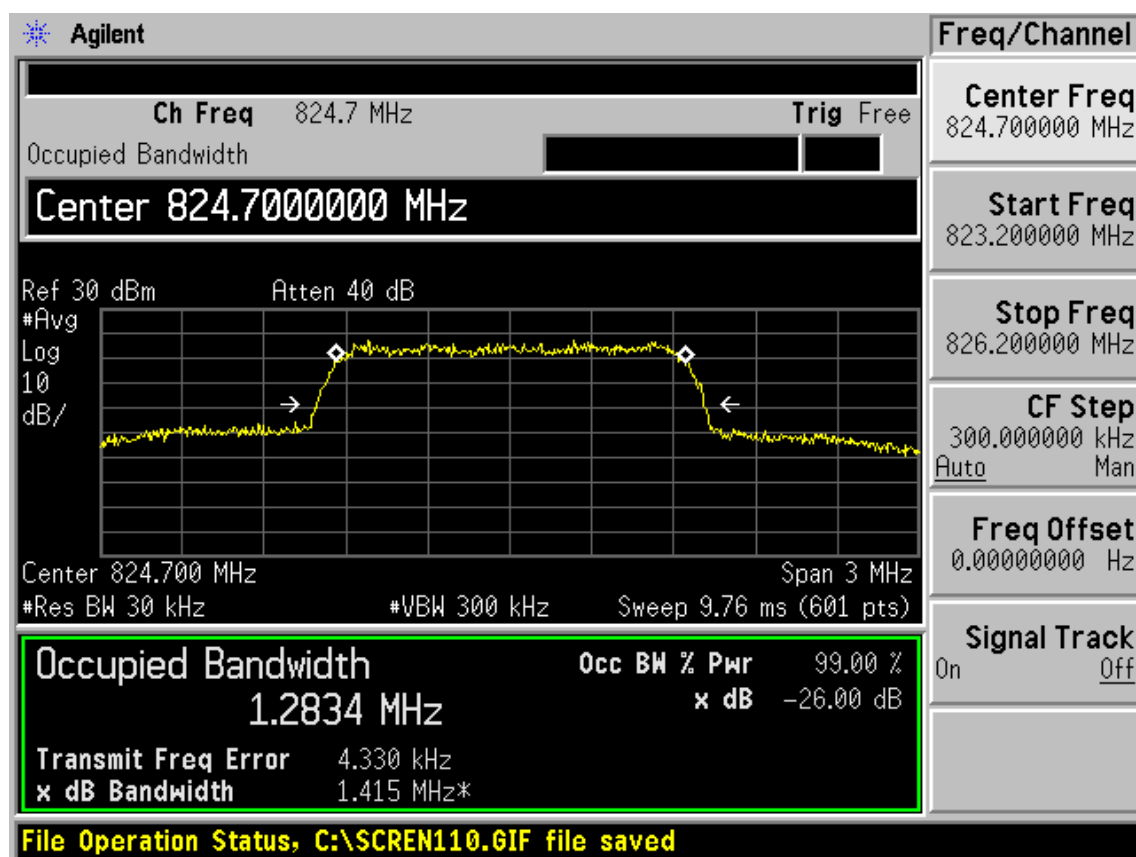 Agilent
Freq/Channel
Ch Freq 824.7 MHz Trig Free
Occupied Bandwidth
Center 824.7000000 MHz
Ref 30 dBm Atten 40 dB
#Avg
Log
10
dB/
Center 824.700 MHz Span 3 MHz
#Res BW 30 kHz #VBW 300 kHz Sweep 9.76 ms (601 pts)
Occupied Bandwidth
1.2834 MHz
Occ BW % Pwr 99.00 %
x dB -26.00 dB
Transmit Freq Error 4.330 kHz
x dB Bandwidth 1.415 MHz*
File Operation Status, C:\SCREN110.GIF file saved
Center Freq
824.700000 MHz
Start Freq
823.200000 MHz
Stop Freq
826.200000 MHz
CF Step
300.000000 kHz
Auto Man
Freq Offset
0.00000000 Hz
Signal Track
On Off